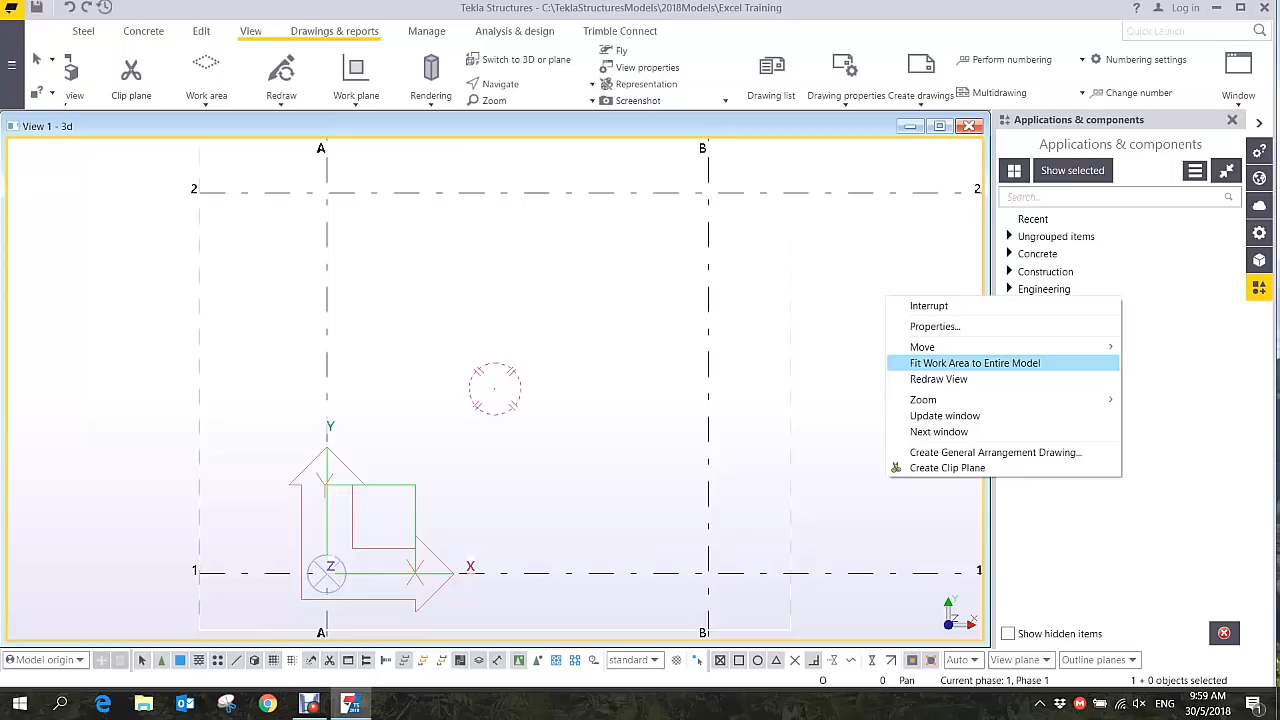 Tekla Structures - C:\TeklaStructuresModels\2018Models\Excel Training
? Log in
Steel Concrete Edit View Drawings & reports Manage Analysis & design Trimble Connect
Quick Launch
view
Clip plane
Work area
Redraw
Work plane
Rendering
Switch to 3D or plane
Navigate
Zoom
Fly
View properties
Representation
Screenshot
Drawing list
Drawing properties
Create drawings
Perform numbering
Multidrawing
Numbering settings
Change number
Window
View 1 - 3d
A B
2 2
Y
Z X
1 1
A B
Y
Z X
Applications & components
Applications & components
Show selected
Search...
Recent
Ungrouped items
Concrete
Construction
Engineering
Interrupt
Properties...
Move
Fit Work Area to Entire Model
Redraw View
Zoom
Update window
Next window
Create General Arrangement Drawing...
Create Clip Plane
Show hidden items
Model origin
standard
Auto
View plane
Outline planes
O 0 Pan Current phase: 1, Phase 1 1 + 0 objects selected
ENG
9:59 AM
30/5/2018